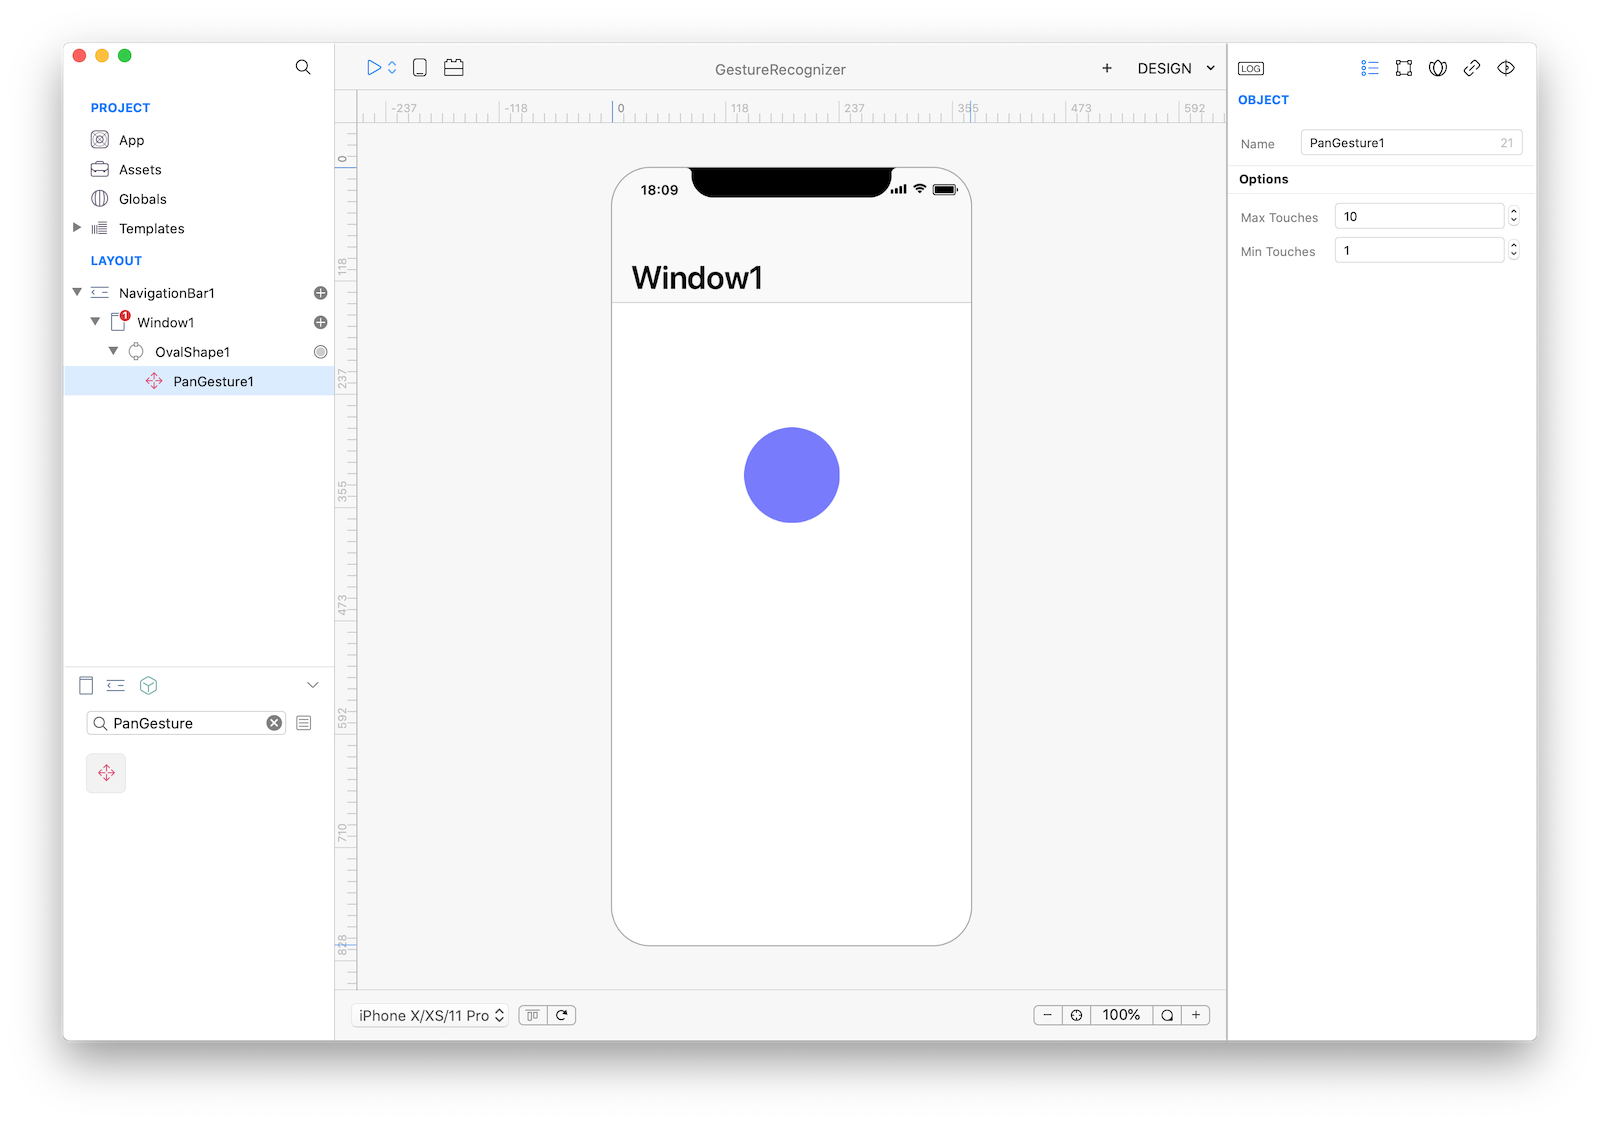 GestureRecognizer
DESIGN
LOG
PROJECT
App
Assets
Globals
Templates
LAYOUT
NavigationBar1
1
Window1
OvalShape1
PanGesture1
PanGesture
-237 -118 0 118 237 355 473 592
0
118
237
355
473
592
710
828
18:09
Window1
iPhone X/XS/11 Pro
100%
OBJECT
Name PanGesture1 21
Options
Max Touches 10
Min Touches 1